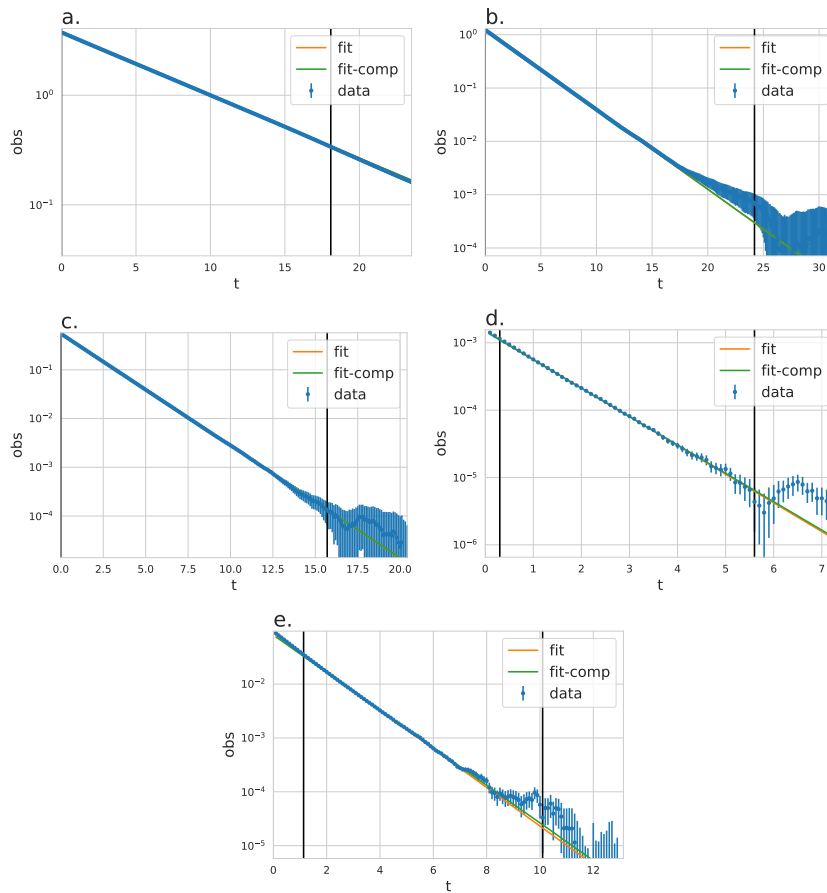 a.
fit
fit-comp
data
10⁰
10⁻¹
obs
0 5 10 15 20
t
b.
fit
fit-comp
data
10⁰
10⁻¹
10⁻²
10⁻³
10⁻⁴
obs
0 5 10 15 20 25 30
t
c.
fit
fit-comp
data
10⁻¹
10⁻²
10⁻³
10⁻⁴
obs
0.0 2.5 5.0 7.5 10.0 12.5 15.0 17.5 20.0
t
d.
fit
fit-comp
data
10⁻³
10⁻⁴
10⁻⁵
10⁻⁶
obs
0 1 2 3 4 5 6 7
t
e.
fit
fit-comp
data
10⁻²
10⁻³
10⁻⁴
10⁻⁵
obs
0 2 4 6 8 10 12
t